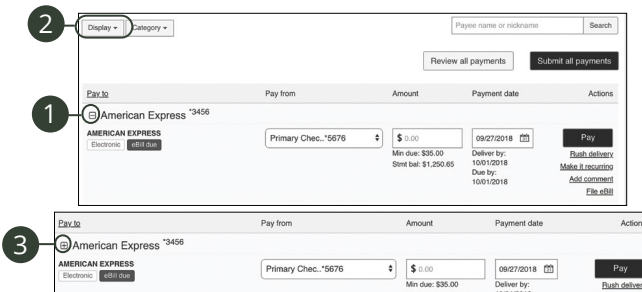 2
Display Category Payee name or nickname Search
Review all payments Submit all payments
Pay to Pay from Amount Payment date Actions
1
American Express *3456
AMERICAN EXPRESS
Electronic eBill due
Primary Chec..*5676
$ 0.00
Min due: $35.00
Stmt bal: $1,250.65
09/27/2018
Deliver by:
10/01/2018
Due by:
10/01/2018
Pay
Rush delivery
Make it recurring
Add comment
File eBill
Pay to Pay from Amount Payment date Action
3
American Express *3456
AMERICAN EXPRESS
Electronic eBill due
Primary Chec..*5676
$ 0.00
Min due: $35.00
09/27/2018
Deliver by:
Pay
Rush deliver